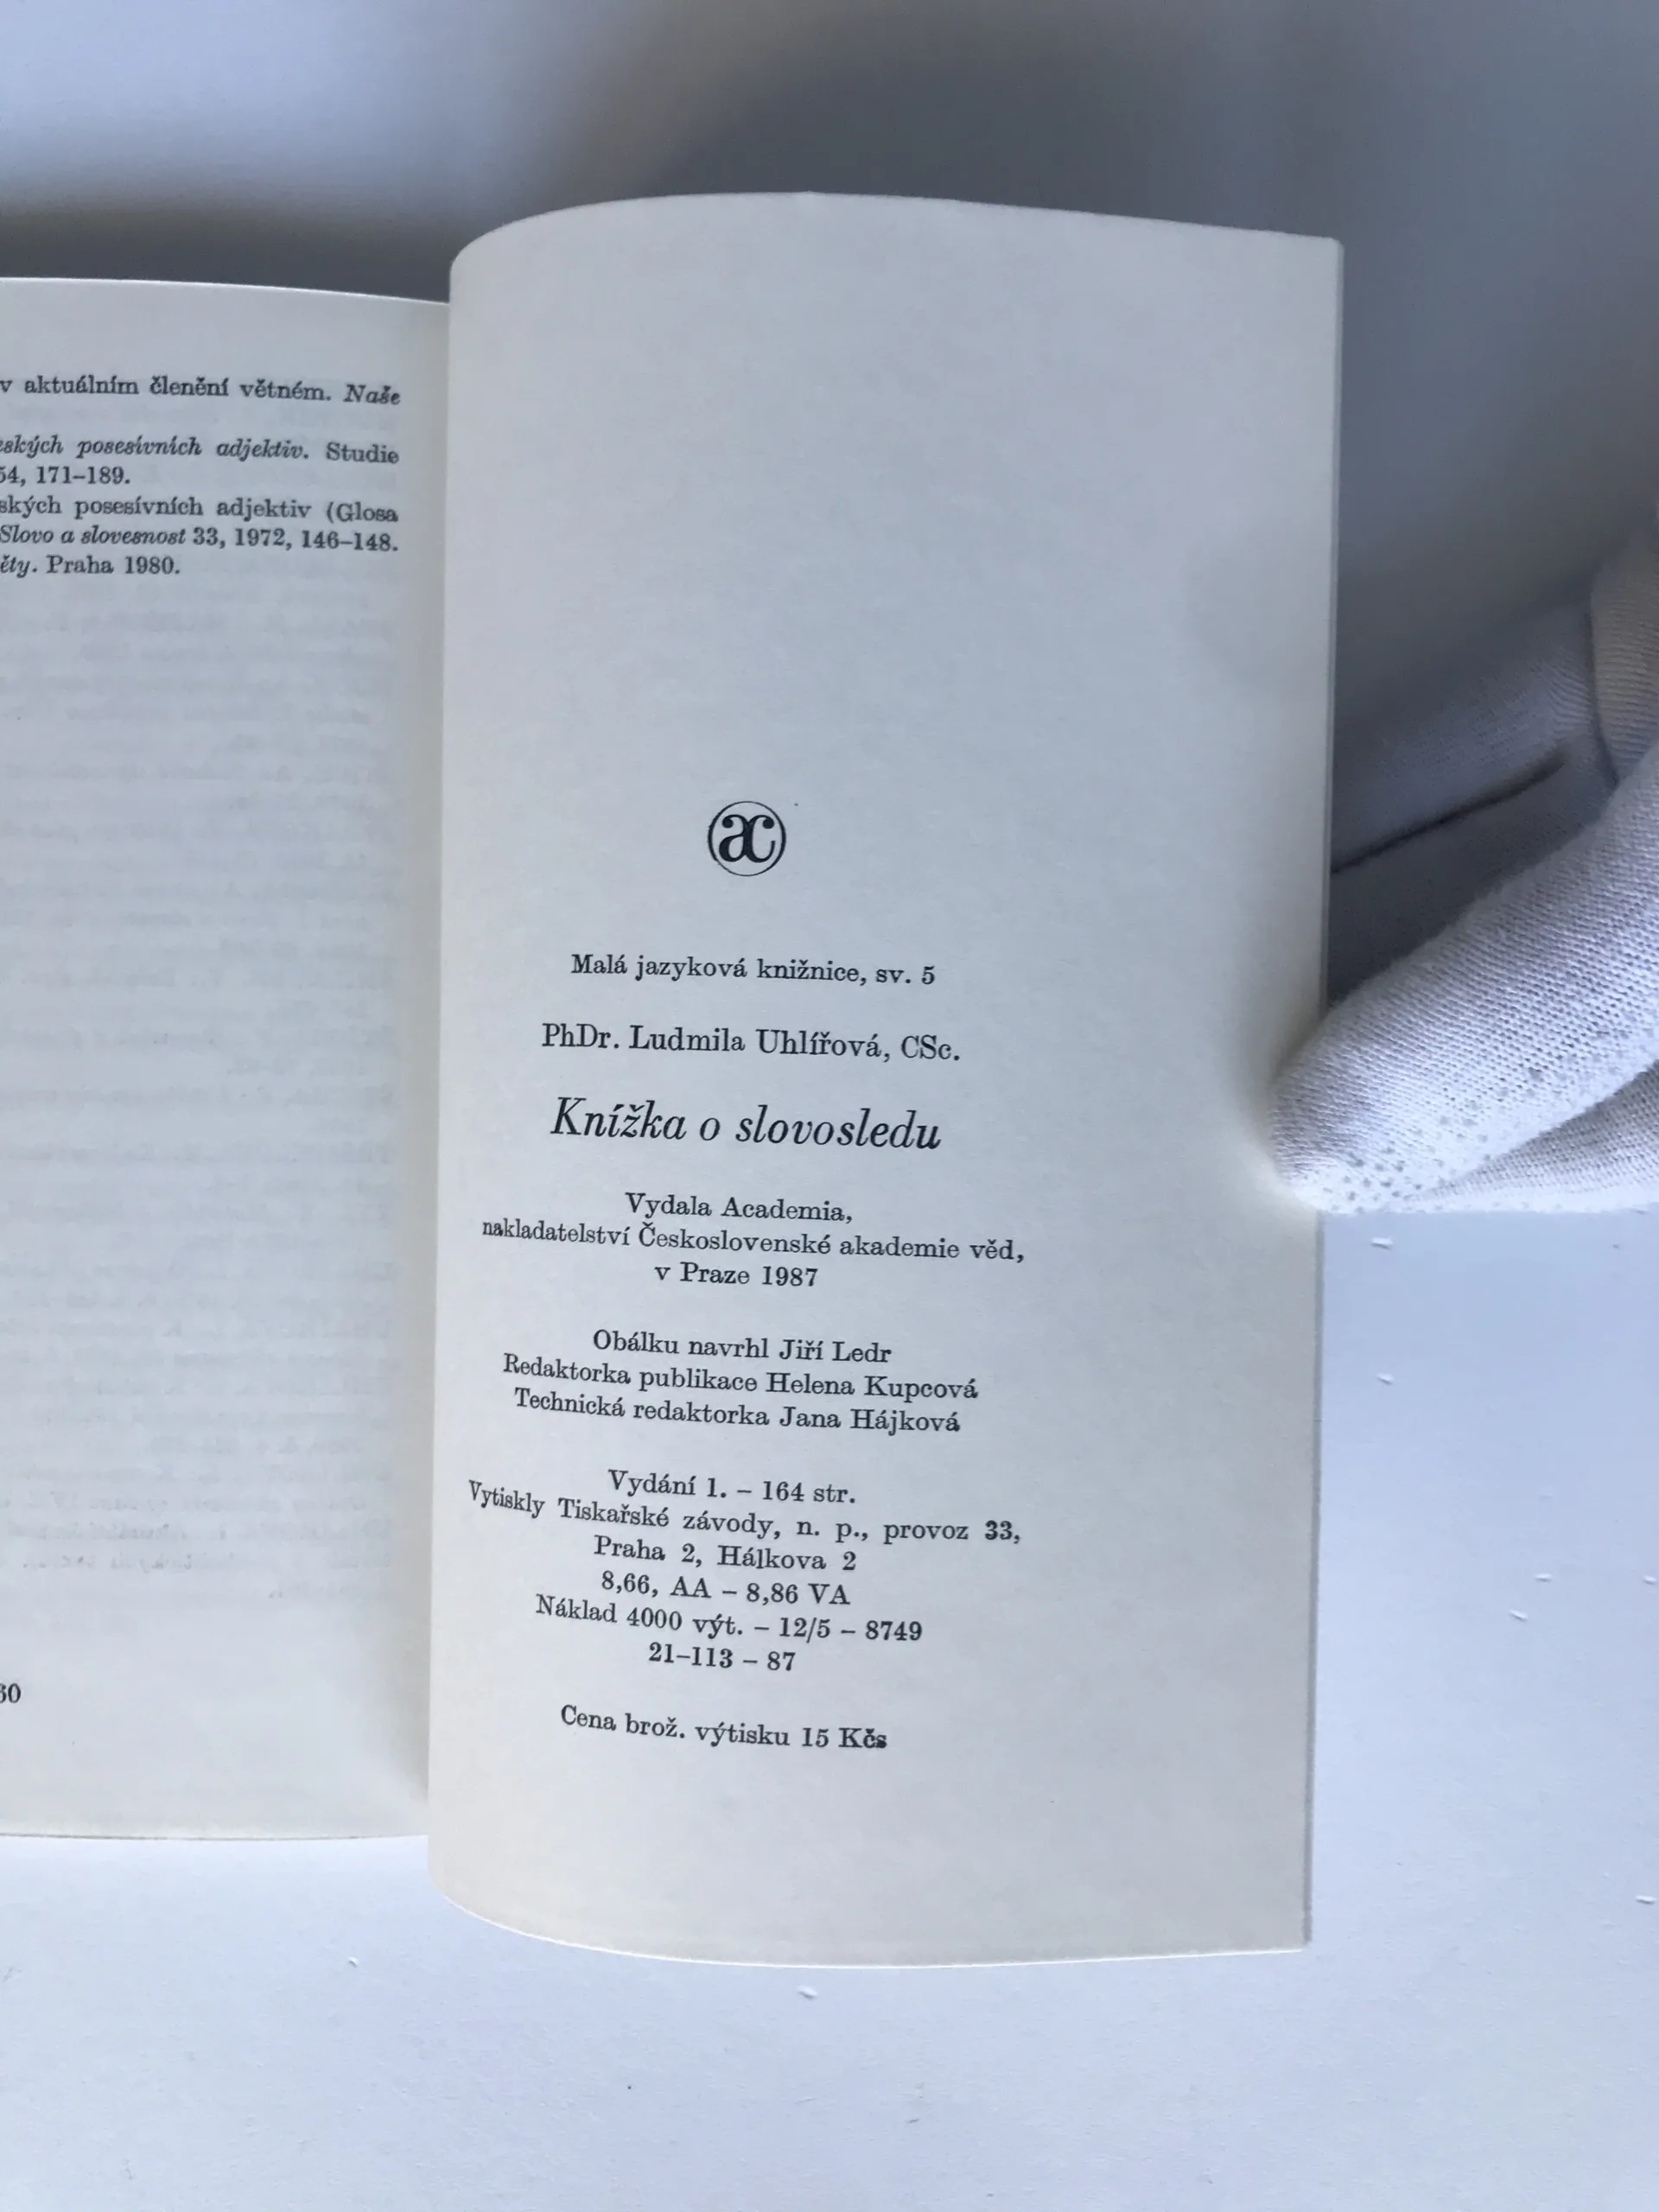 v aktuálním členění větném. Naše
ských posesívních adjektiv. Studie
54, 171–189.
ských posesívních adjektiv (Glosa
Slovo a slovesnost 33, 1972, 146–148.
ěty. Praha 1980.
60
ac
Malá jazyková knižnice, sv. 5
PhDr. Ludmila Uhlířová, CSc.
Knížka o slovosledu
Vydala Academia,
nakladatelství Československé akademie věd,
v Praze 1987
Obálku navrhl Jiří Ledr
Redaktorka publikace Helena Kupcová
Technická redaktorka Jana Hájková
Vydání 1. – 164 str.
Vytiskly Tiskařské závody, n. p., provoz 33,
Praha 2, Hálkova 2
8,66, AA – 8,86 VA
Náklad 4000 výt. – 12/5 – 8749
21–113 – 87
Cena brož. výtisku 15 Kčs